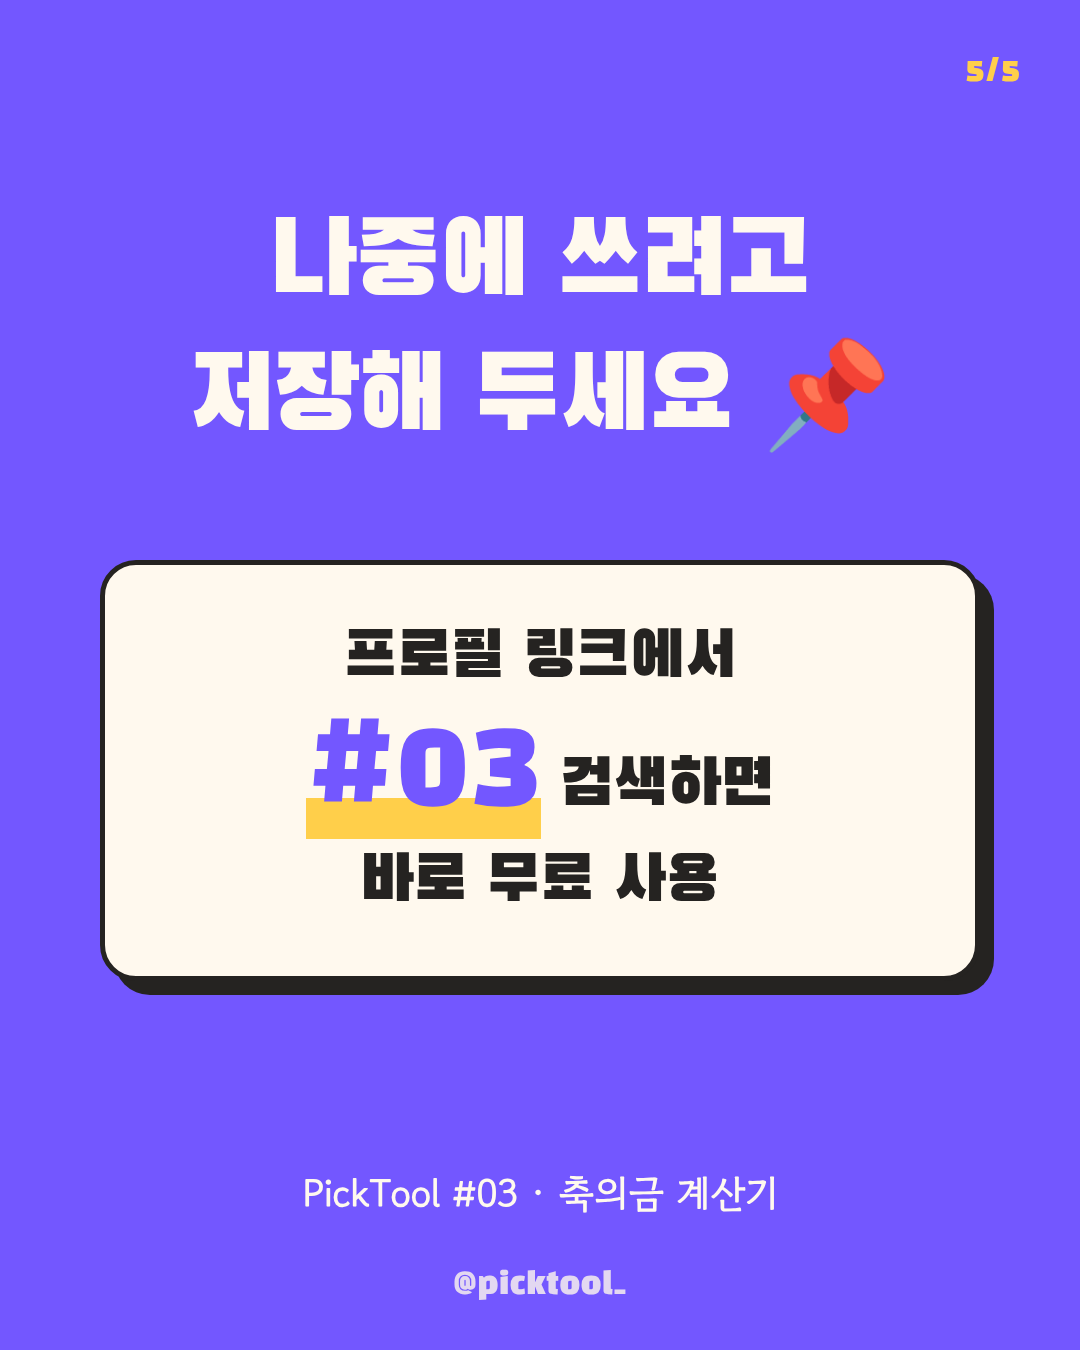 5/5
나중에 쓰려고
저장해 두세요
프로필 링크에서
#03 검색하면
바로 무료 사용
PickTool #03 · 축의금 계산기
@picktool_